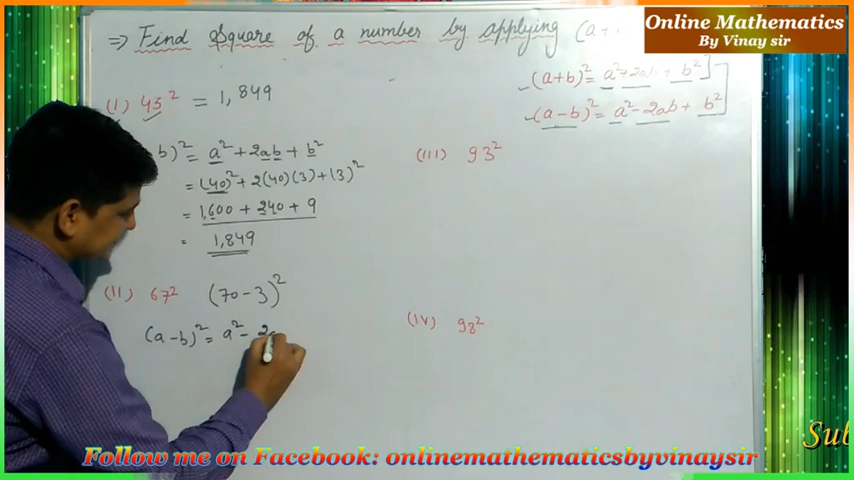 Online Mathematics
By Vinay sir
⇒ Find square of a number by applying (a+
(a+b)² = a² + 2ab + b²
(a-b)² = a² - 2ab + b²
(I) 43² = 1,849
b)² = a² + 2ab + b²
= (40)² + 2(40)(3) + (3)²
= 1,600 + 240 + 9
= 1,849
(II) 67² (70-3)²
(a-b)² = a² - 2
(III) 93²
(IV) 98²
Sub
Follow me on Facebook: onlinemathematicsbyvinaysir